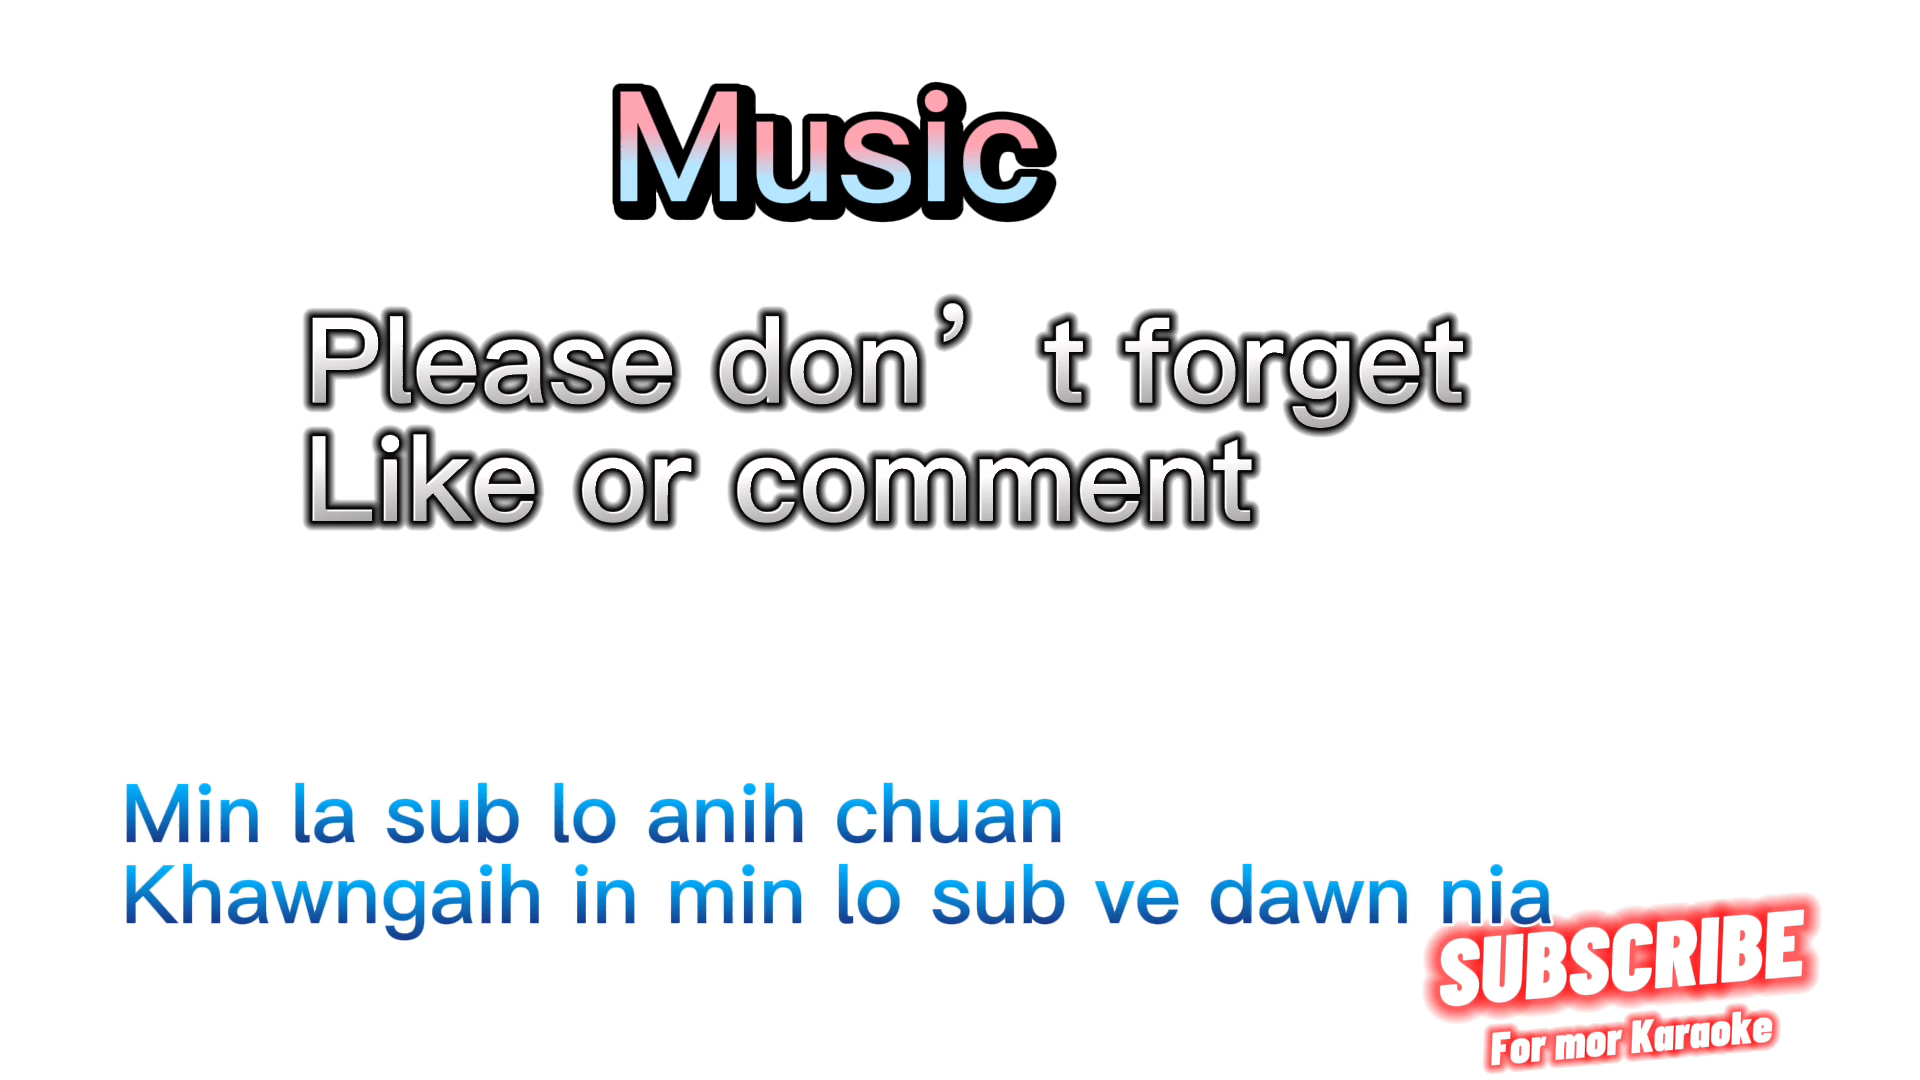 Music
Please don’t forget
Like or comment
Min la sub lo anih chuan
Khawngaih in min lo sub ve dawn nia
SUBSCRIBE
For mor Karaoke